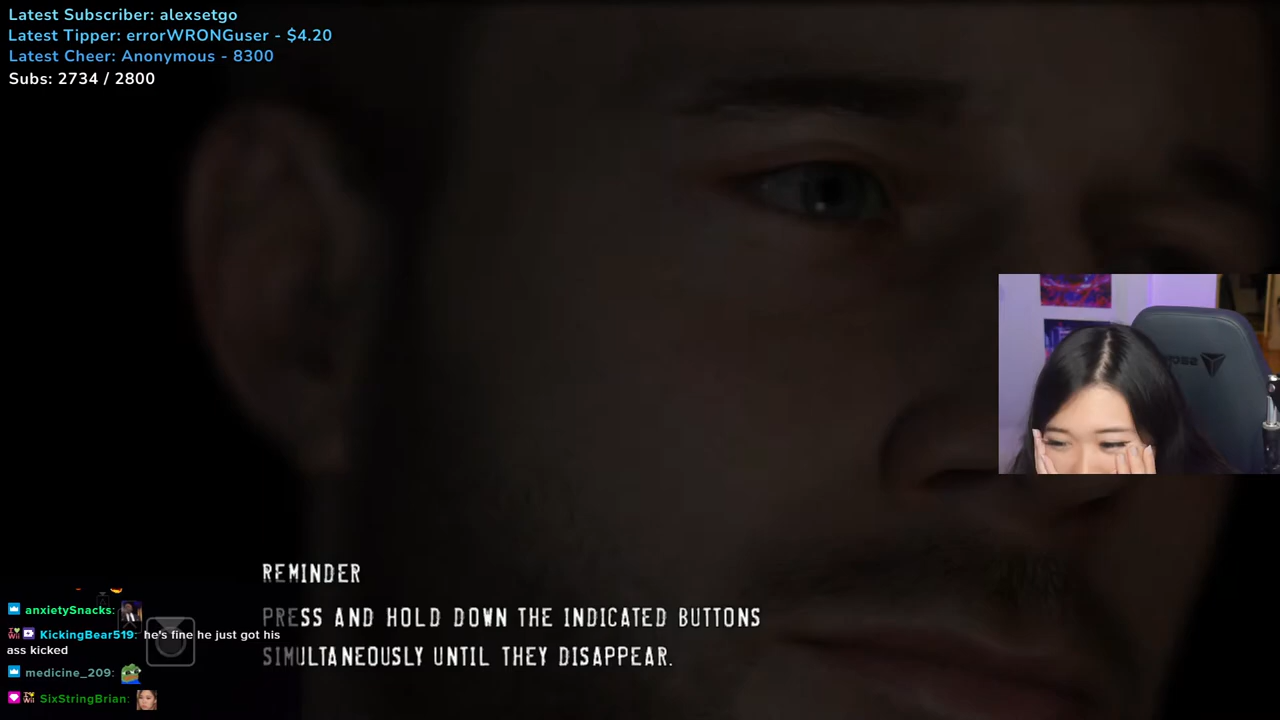 Latest Subscriber: alexsetgo
Latest Tipper: errorWRONGuser - $4.20
Latest Cheer: Anonymous - 8300
Subs: 2734 / 2800
REMINDER
PRESS AND HOLD DOWN THE INDICATED BUTTONS
SIMULTANEOUSLY UNTIL THEY DISAPPEAR.
anxietySnacks:
KickingBear519: he's fine he just got his
ass kicked
medicine_209:
SixStringBrian: